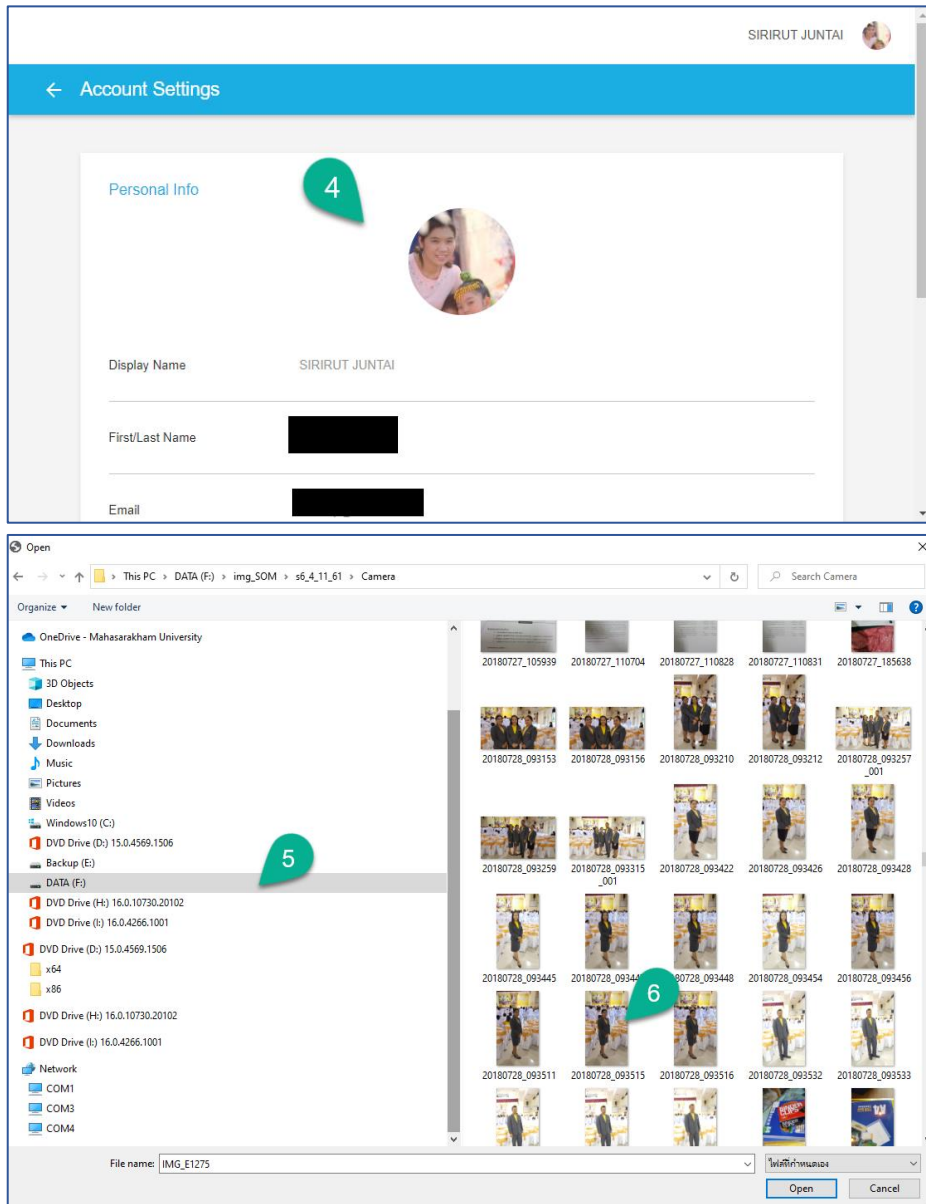 SIRIRUT JUNTAI
Account Settings
Personal Info
4
Display Name SIRIRUT JUNTAI
First/Last Name
Email
Open
This PC > DATA (F:) > img_SOM > s6_4_11_61 > Camera
Search Camera
Organize New folder
OneDrive - Mahasarakham University
This PC
3D Objects
Desktop
Documents
Downloads
Music
Pictures
Videos
Windows10 (C:)
DVD Drive (D:) 15.0.4569.1506
Backup (E:)
5
DATA (F:)
DVD Drive (H:) 16.0.10730.20102
DVD Drive (I:) 16.0.4266.1001
DVD Drive (D:) 15.0.4569.1506
x64
x86
DVD Drive (H:) 16.0.10730.20102
DVD Drive (I:) 16.0.4266.1001
Network
COM1
COM3
COM4
20180727_105939 20180727_110704 20180727_110828 20180727_110831 20180727_185638
20180728_093153 20180728_093156 20180728_093210 20180728_093212 20180728_093257
_001
20180728_093259 20180728_093315 20180728_093422 20180728_093426 20180728_093428
_001
20180728_093445 20180728_0934 20180728_093448 20180728_093454 20180728_093456
6
20180728_093511 20180728_093515 20180728_093516 20180728_093532 20180728_093533
File name: IMG_E1275 ไฟล์ที่กำหนดเอง
Open Cancel